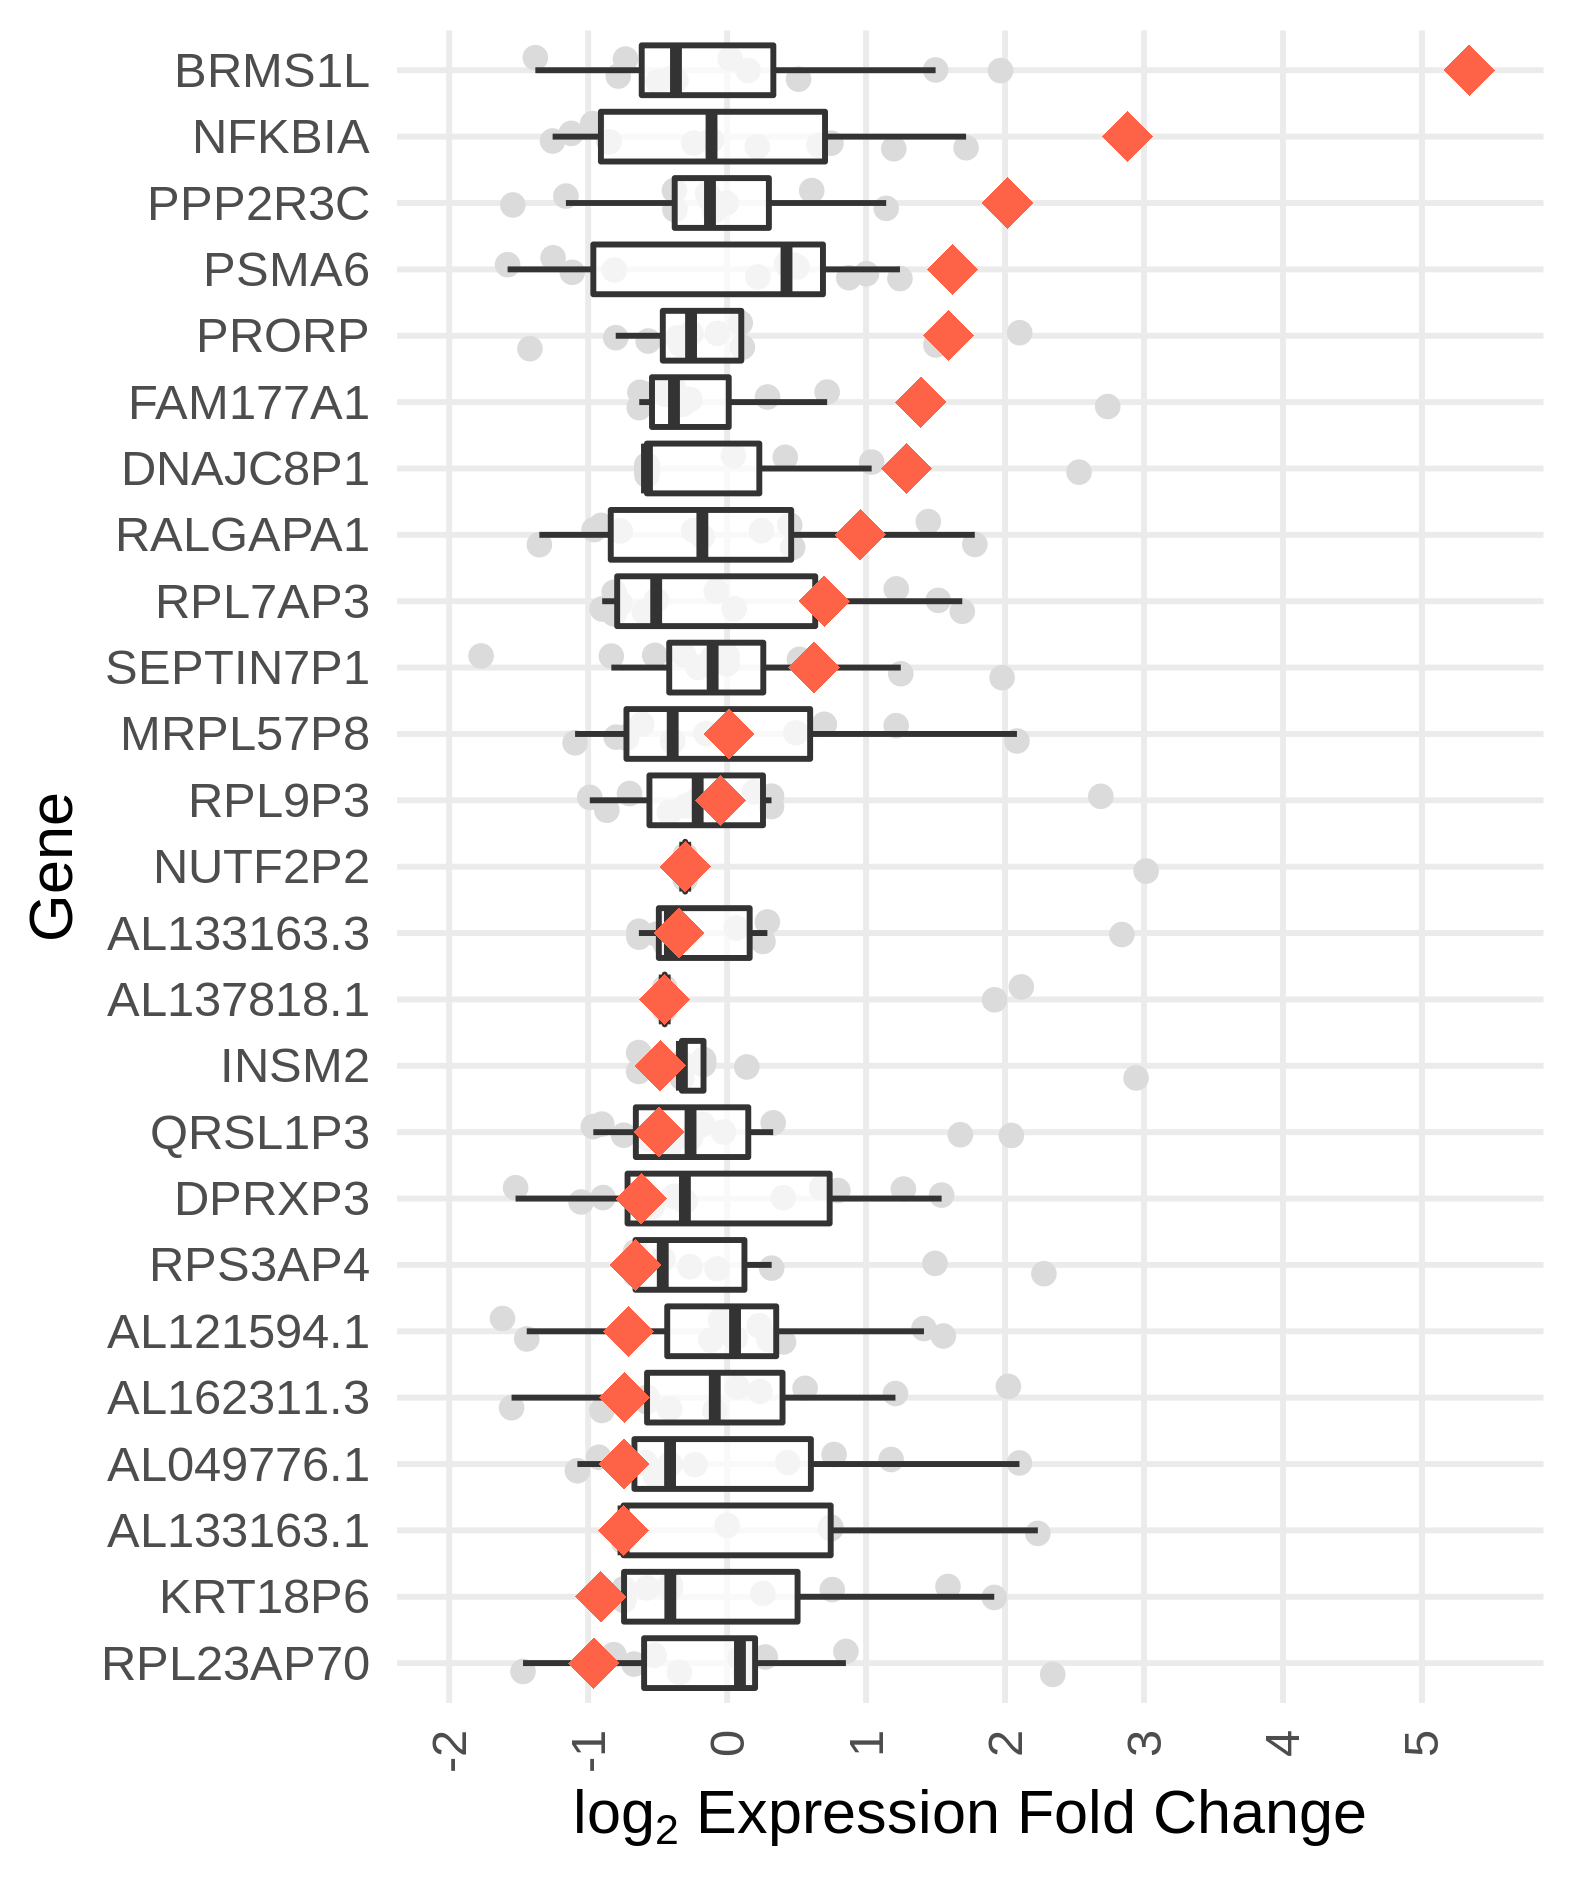 BRMS1L
NFKBIA
PPP2R3C
PSMA6
PRORP
FAM177A1
DNAJC8P1
RALGAPA1
RPL7AP3
SEPTIN7P1
MRPL57P8
RPL9P3
NUTF2P2
AL133163.3
AL137818.1
INSM2
QRSL1P3
DPRXP3
RPS3AP4
AL121594.1
AL162311.3
AL049776.1
AL133163.1
KRT18P6
RPL23AP70
Gene
-2 -1 0 1 2 3 4 5
log₂ Expression Fold Change